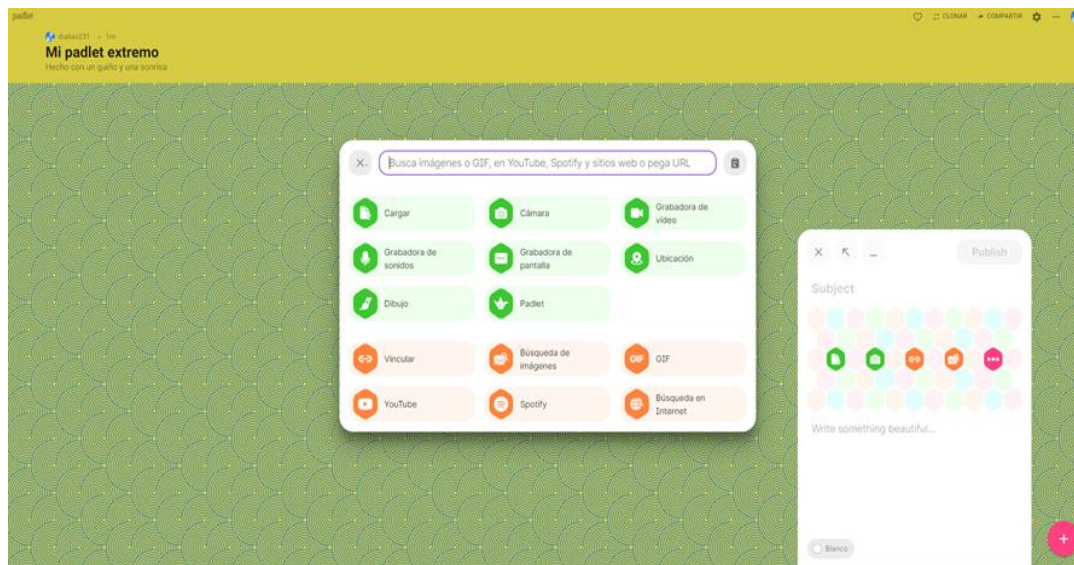 padlet
CLONAR COMPARTIR
1m
Mi padlet extremo
Hecho con un guiño y una sonrisa
Busca imágenes o GIF, en YouTube, Spotify y sitios web o pega URL
Cargar
Cámara
Grabadora de
vídeo
Grabadora de
sonidos
Grabadora de
pantalla
Ubicación
Dibujo
Padlet
Vincular
Búsqueda de
imágenes
GIF
GIF
YouTube
Spotify
Búsqueda en
Internet
Publish
Subject
Write something beautiful...
Blanco